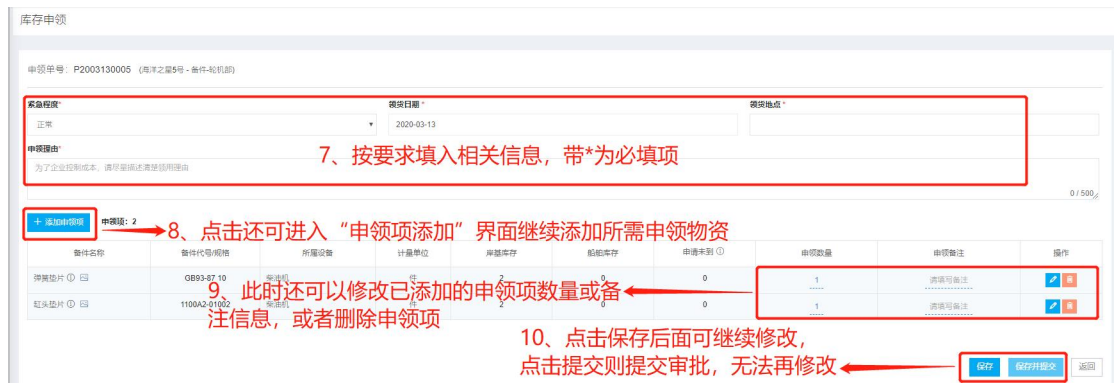 库存申领
申领单号: P2003130005 (海洋之星5号 - 备件-轮机部)
紧急程度* 领货日期 * 领货地点 *
正常 2020-03-13
申领理由*
7、按要求填入相关信息，带*为必填项
为了企业控制成本，请尽量描述清楚领用理由
0 / 500
+ 添加申领项 申领项: 2
8、点击还可进入“申领项添加”界面继续添加所需申领物资
备件名称 备件代号/规格 所属设备 计量单位 岸基库存 船舶库存 申请未到 申领数量 申领备注 操作
弹簧垫片 GB93-87 10 柴油机 件 2 0 0 1 请填写备注
9、此时还可以修改已添加的申领项数量或备
缸头垫片 1100A2-01002 柴油机 件 2 0 0 1 请填写备注
注信息，或者删除申领项
10、点击保存后面可继续修改，
点击提交则提交审批，无法再修改
保存 保存并提交 返回